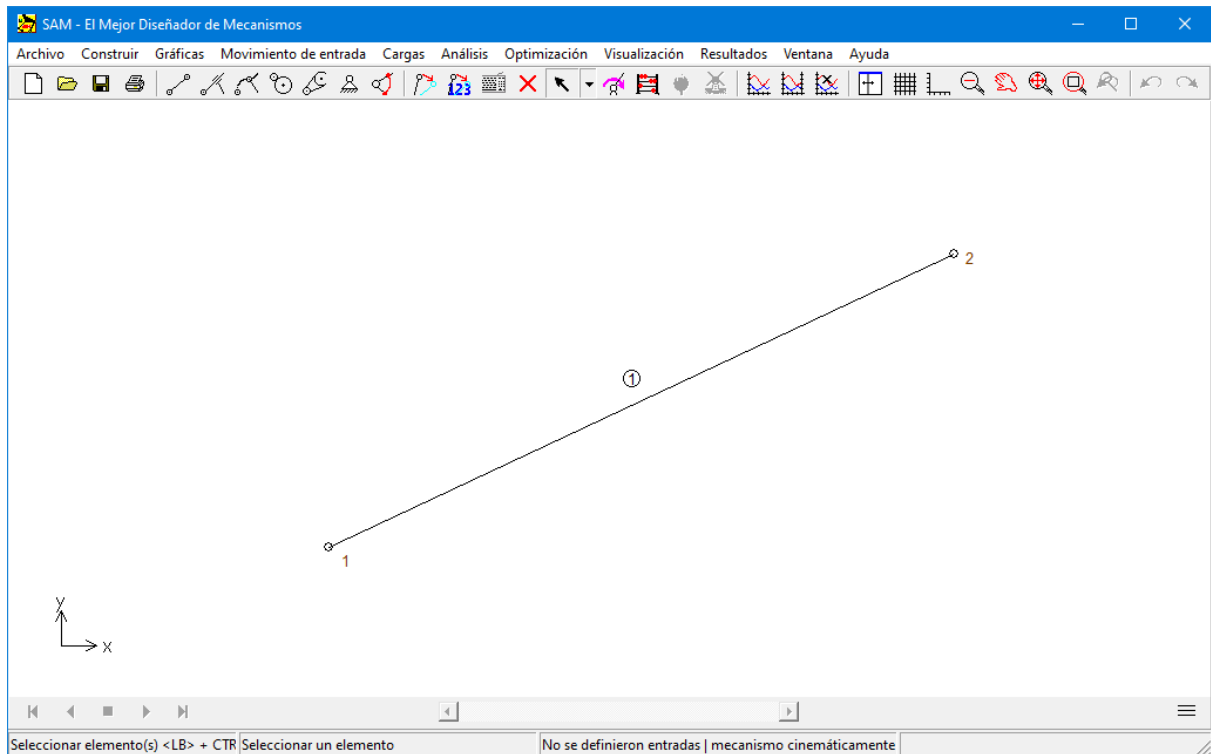 SAM - El Mejor Diseñador de Mecanismos
Archivo Construir Gráficas Movimiento de entrada Cargas Análisis Optimización Visualización Resultados Ventana Ayuda
123
2
1
1
y
x
Seleccionar elemento(s) <LB> + CTR Seleccionar un elemento No se definieron entradas | mecanismo cinemáticamente